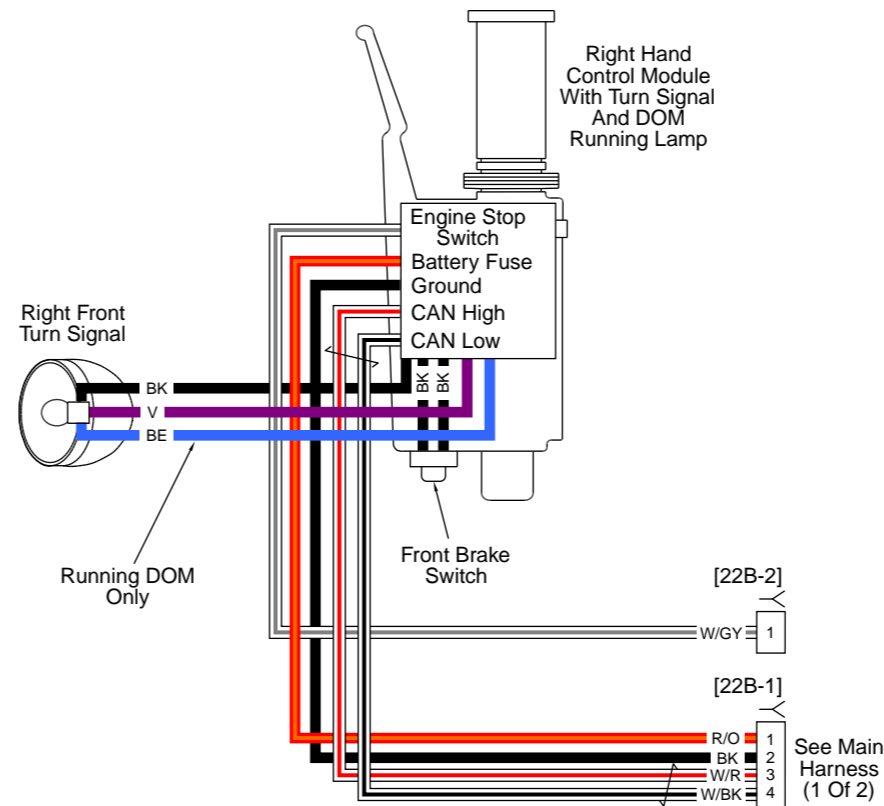 Right Hand
Control Module
With Turn Signal
And DOM
Running Lamp
Engine Stop
Switch
Battery Fuse
Ground
CAN High
CAN Low
Right Front
Turn Signal
BK
V
BE
BK
BK
Running DOM
Only
Front Brake
Switch
[22B-2]
W/GY 1
[22B-1]
R/O 1
BK 2
W/R 3
W/BK 4
See Main
Harness
(1 Of 2)